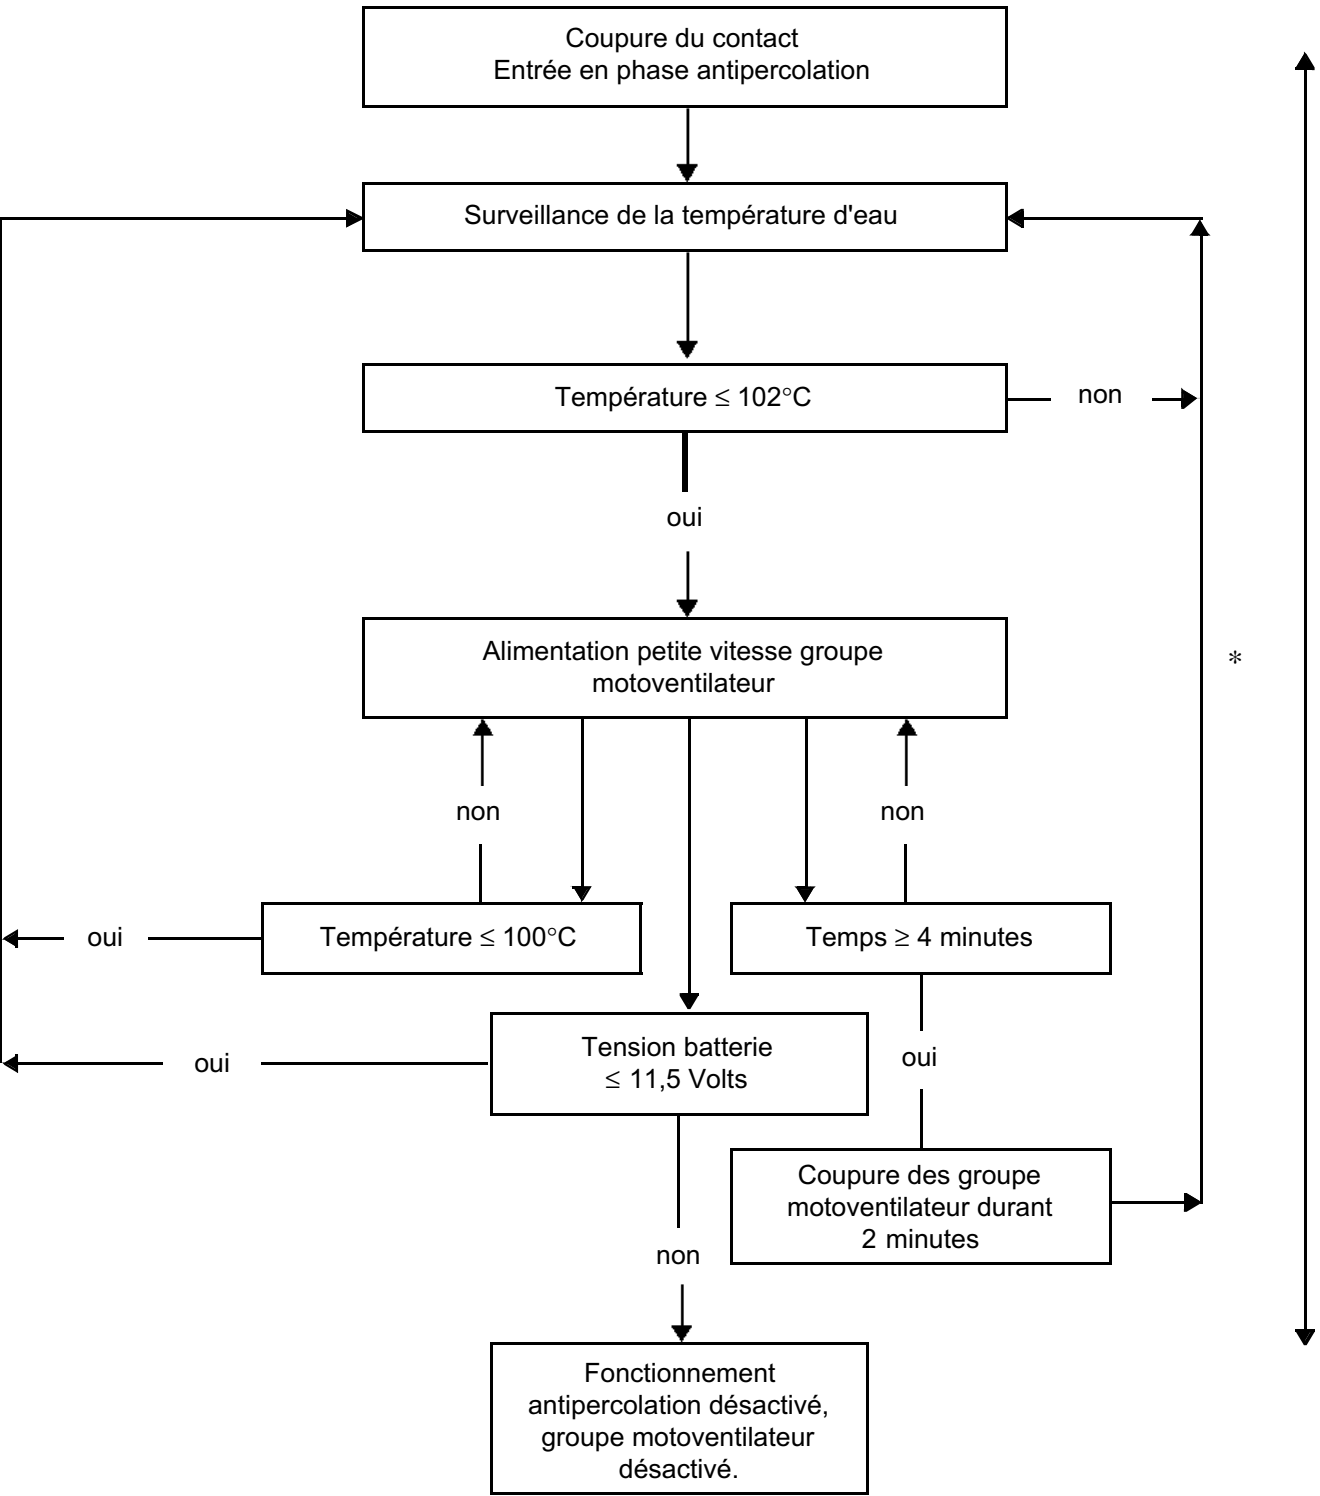 Coupure du contact
Entrée en phase antipercolation
Surveillance de la température d'eau
Température ≤ 102°C
non
oui
Alimentation petite vitesse groupe
motoventilateur
*
non
non
oui
Température ≤ 100°C
Temps ≥ 4 minutes
oui
Tension batterie
≤ 11,5 Volts
oui
Coupure des groupe
motoventilateur durant
2 minutes
non
Fonctionnement
antipercolation désactivé,
groupe motoventilateur
désactivé.